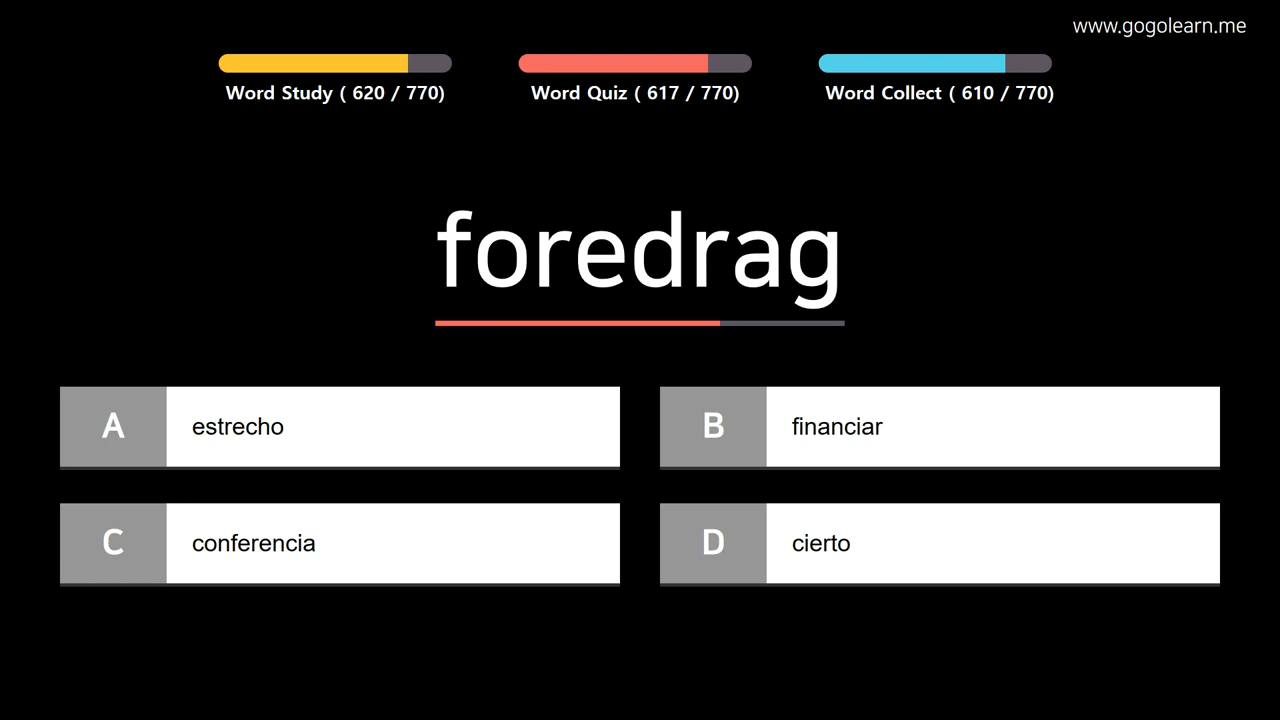 www.gogolearn.me
Word Study ( 620 / 770)
Word Quiz ( 617 / 770)
Word Collect ( 610 / 770)
foredrag
A estrecho
B financiar
C conferencia
D cierto